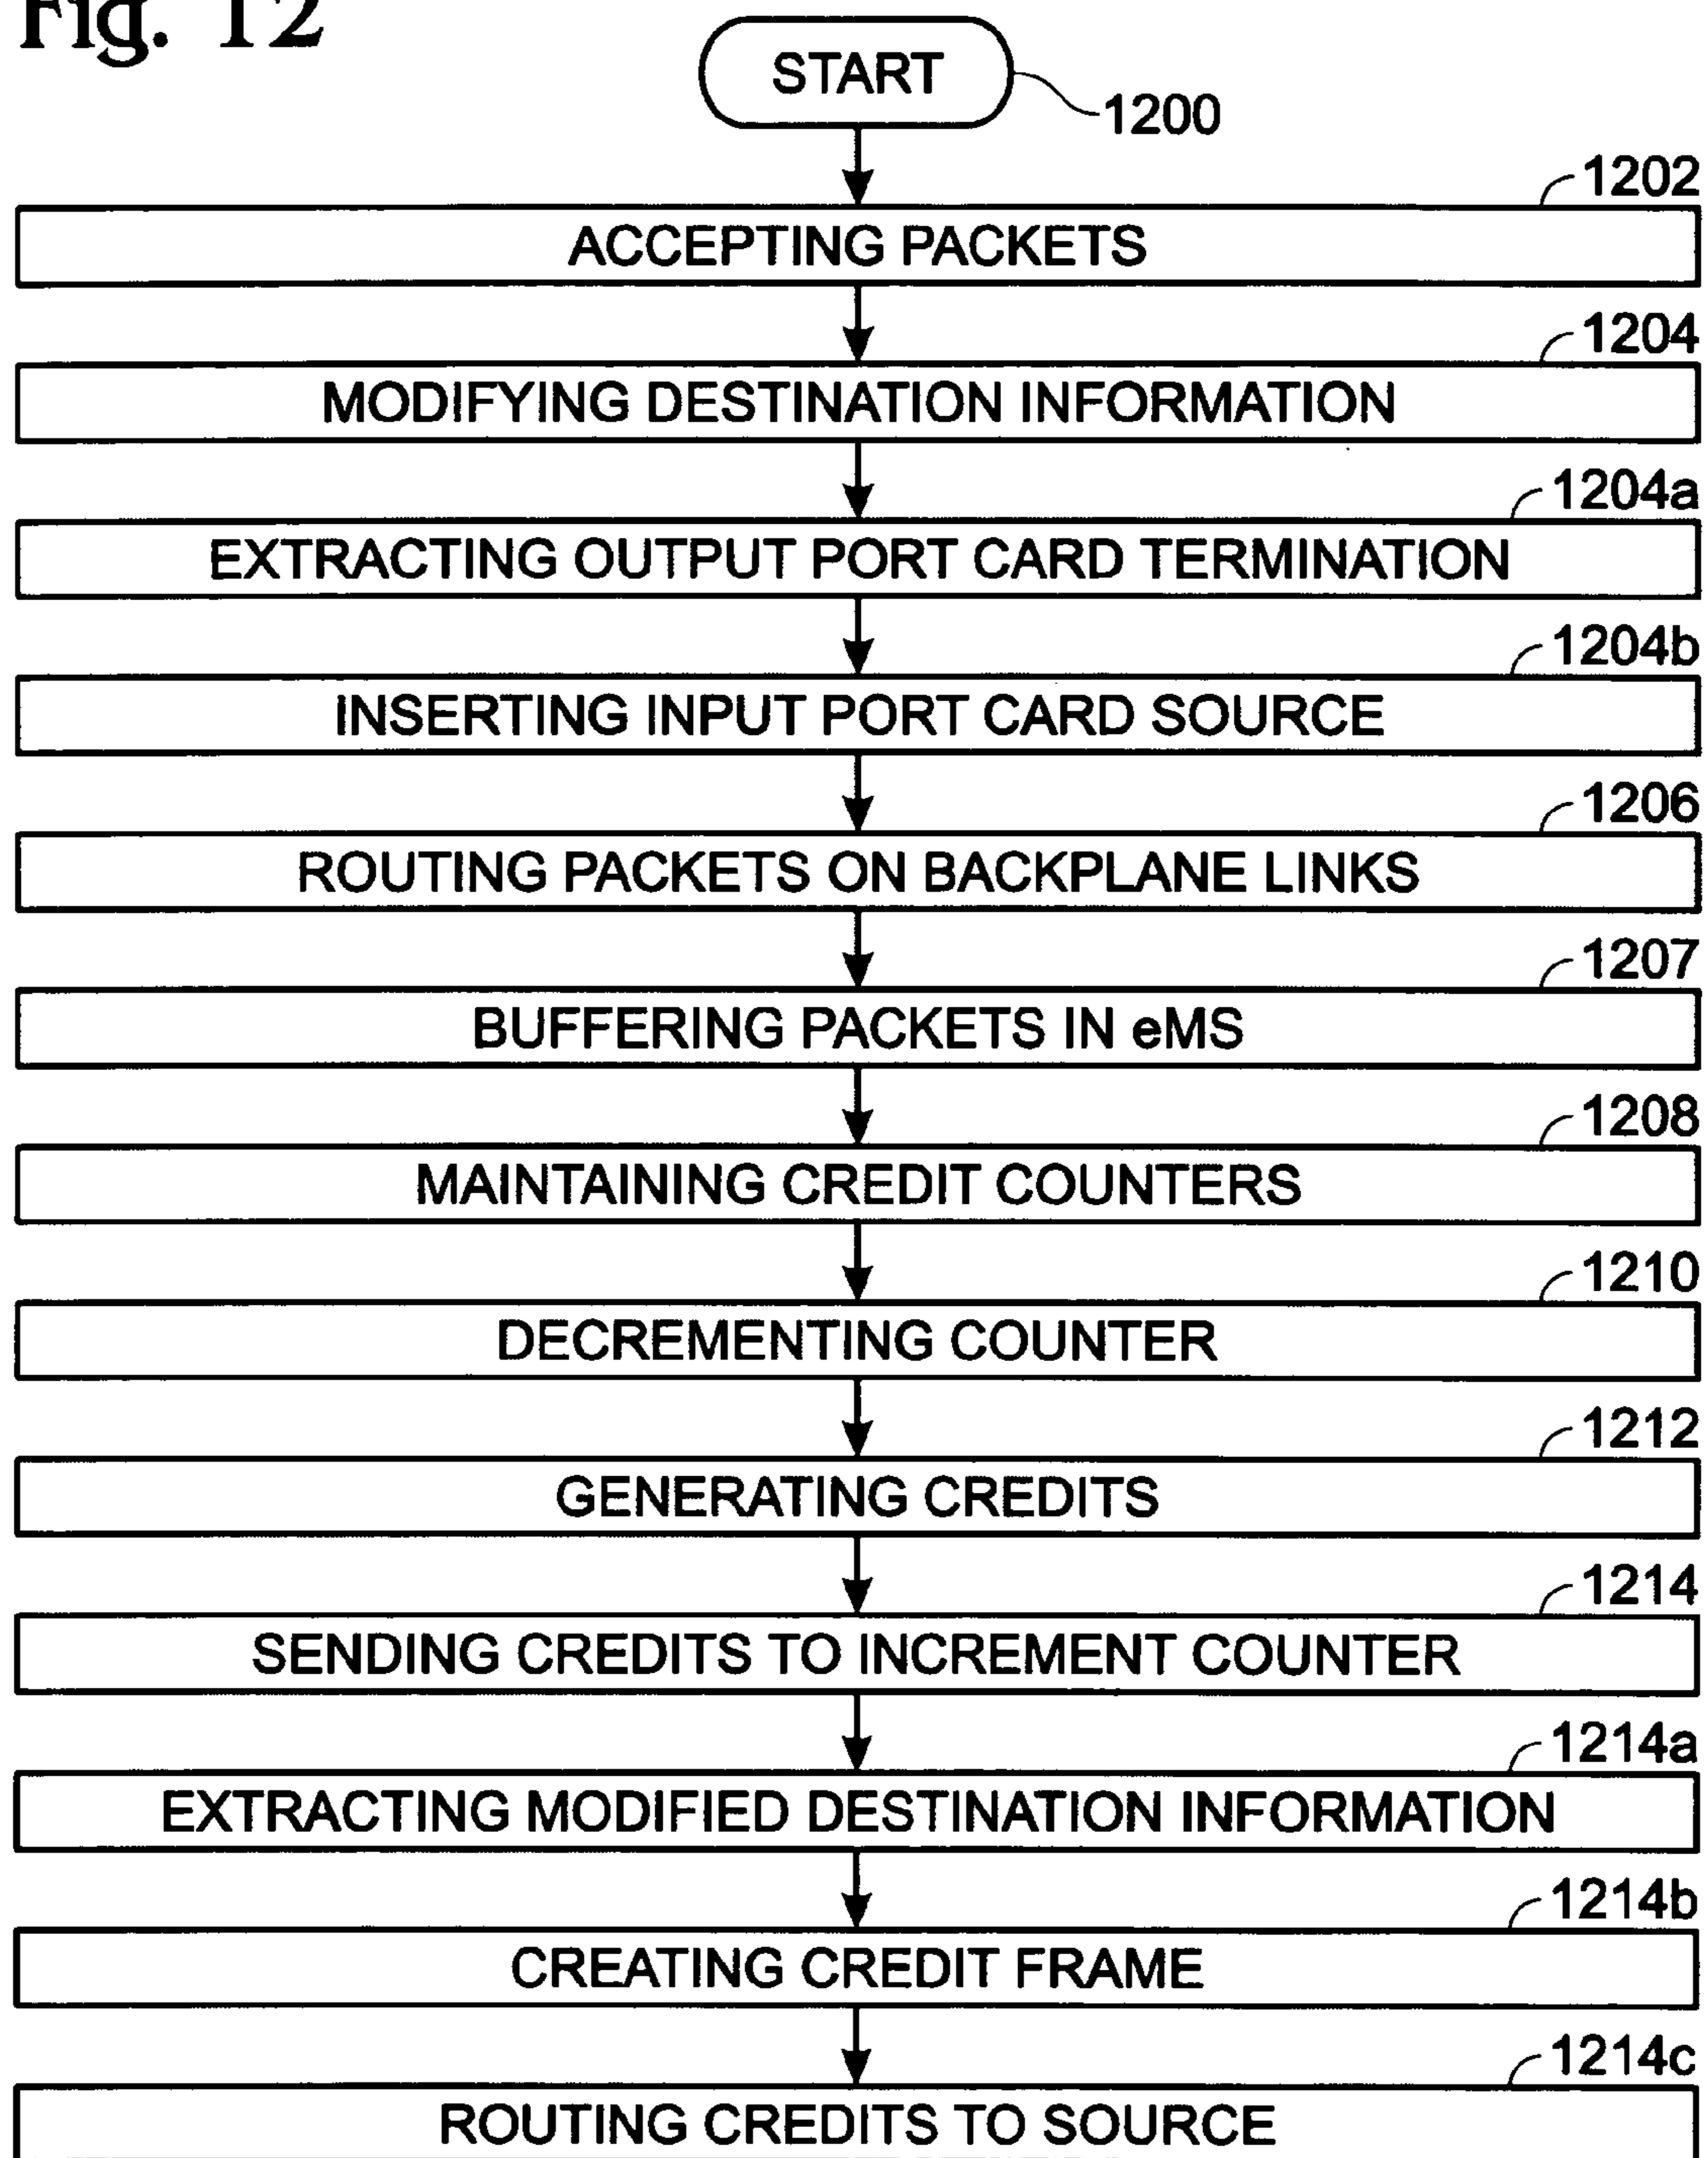 Fig. 12
START
1200
1202
ACCEPTING PACKETS
1204
MODIFYING DESTINATION INFORMATION
1204a
EXTRACTING OUTPUT PORT CARD TERMINATION
1204b
INSERTING INPUT PORT CARD SOURCE
1206
ROUTING PACKETS ON BACKPLANE LINKS
1207
BUFFERING PACKETS IN eMS
1208
MAINTAINING CREDIT COUNTERS
1210
DECREMENTING COUNTER
1212
GENERATING CREDITS
1214
SENDING CREDITS TO INCREMENT COUNTER
1214a
EXTRACTING MODIFIED DESTINATION INFORMATION
1214b
CREATING CREDIT FRAME
1214c
ROUTING CREDITS TO SOURCE